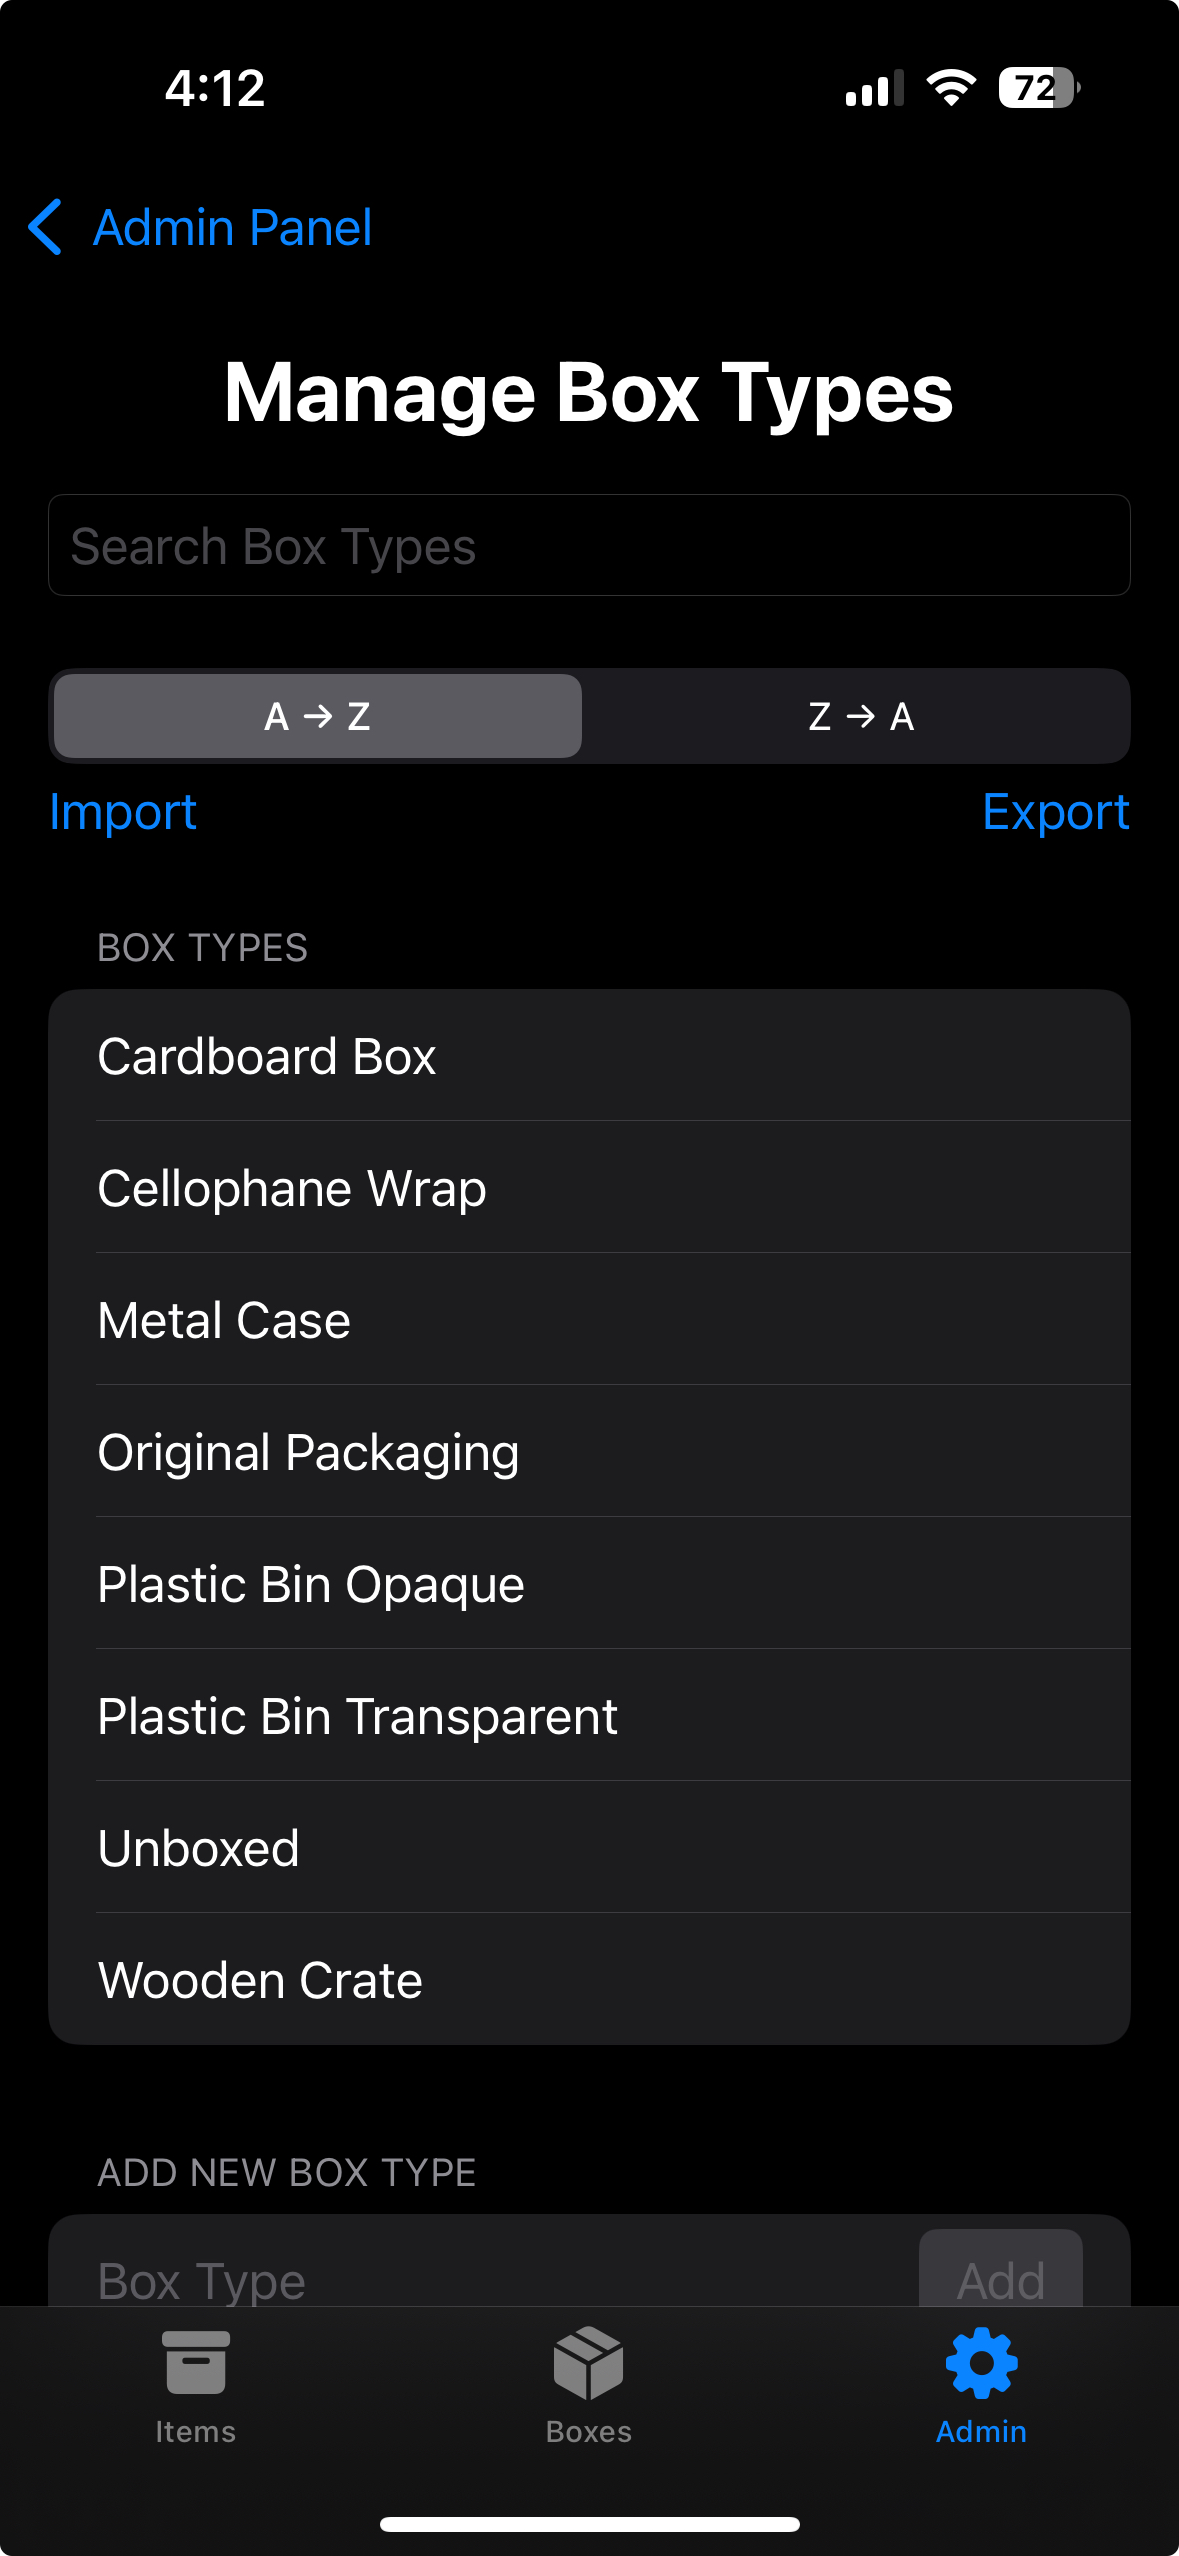 4:12
72
Admin Panel
Manage Box Types
Search Box Types
A → Z
Z → A
Import
Export
BOX TYPES
Cardboard Box
Cellophane Wrap
Metal Case
Original Packaging
Plastic Bin Opaque
Plastic Bin Transparent
Unboxed
Wooden Crate
ADD NEW BOX TYPE
Box Type
Add
Items
Boxes
Admin